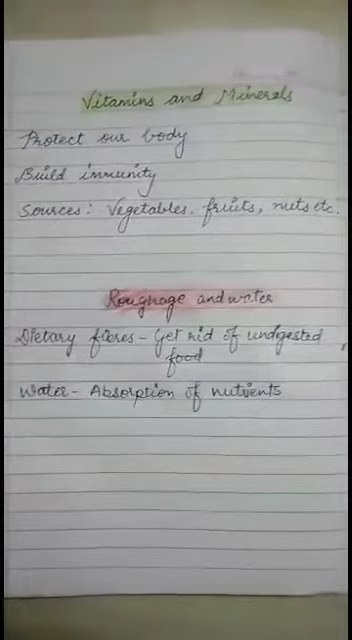 Vitamins and Minerals
Protect our body
Build immunity
Sources: Vegetables, fruits, nuts etc.
Roughage and water
Dietary fibres - Get rid of undigested
food
Water - Absorption of nutrients